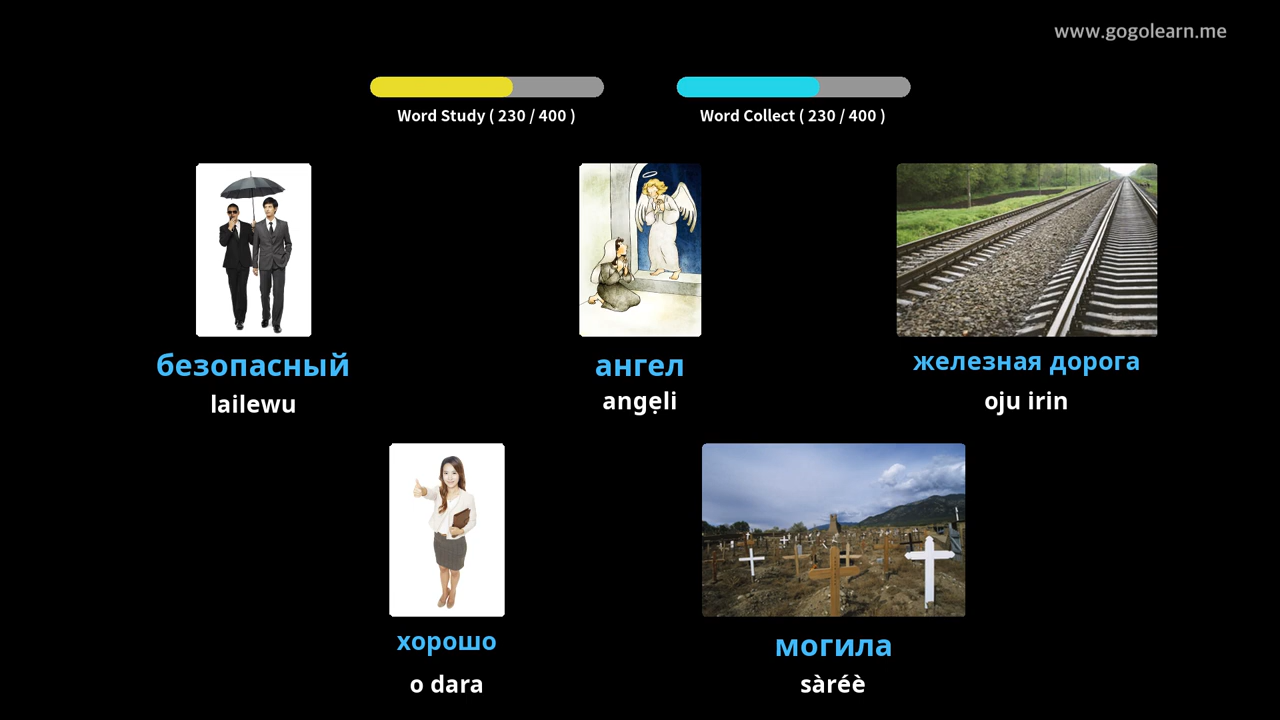 www.gogolearn.me
Word Study ( 230 / 400 )
Word Collect ( 230 / 400 )
безопасный
lailewu
ангел
angẹli
железная дорога
oju irin
хорошо
o dara
могила
sàréè